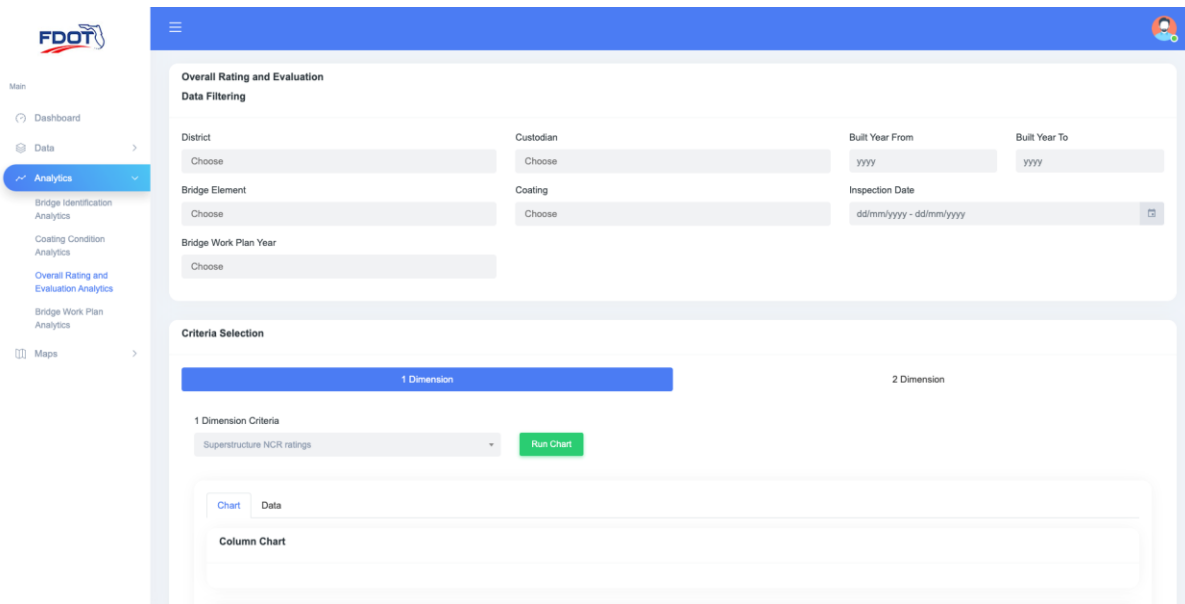 FDOT
Main
Dashboard
Data
Analytics
Bridge Identification
Analytics
Coating Condition
Analytics
Overall Rating and
Evaluation Analytics
Bridge Work Plan
Analytics
Maps
Overall Rating and Evaluation
Data Filtering
District
Custodian
Built Year From
Built Year To
Choose
Choose
yyyy
yyyy
Bridge Element
Coating
Inspection Date
Choose
Choose
dd/mm/yyyy - dd/mm/yyyy
Bridge Work Plan Year
Choose
Criteria Selection
1 Dimension
2 Dimension
1 Dimension Criteria
Superstructure NCR ratings
Run Chart
Chart
Data
Column Chart